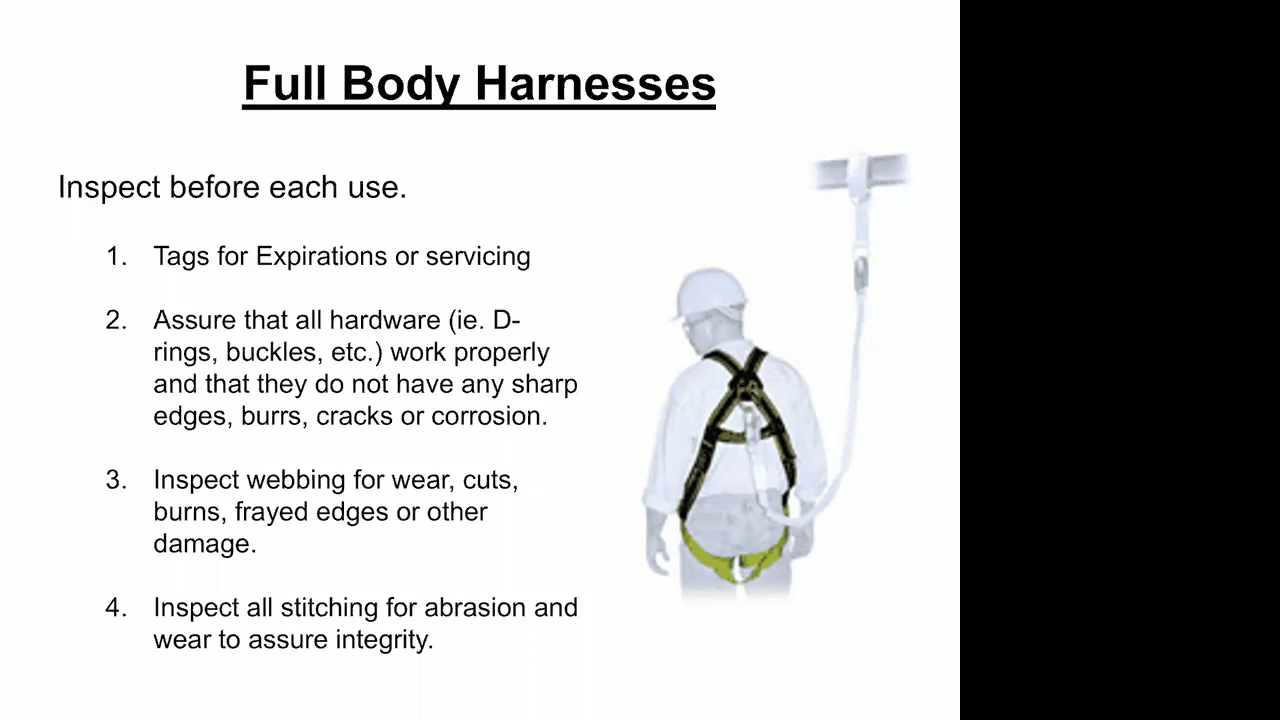 Full Body Harnesses
Inspect before each use.
1. Tags for Expirations or servicing
2. Assure that all hardware (ie. D-
rings, buckles, etc.) work properly
and that they do not have any sharp
edges, burrs, cracks or corrosion.
3. Inspect webbing for wear, cuts,
burns, frayed edges or other
damage.
4. Inspect all stitching for abrasion and
wear to assure integrity.